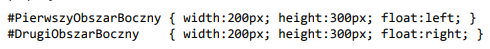 #PierwszyObszarBoczny { width:200px; height:300px; float:left; }
#DrugiObszarBoczny    { width:200px; height:300px; float:right; }